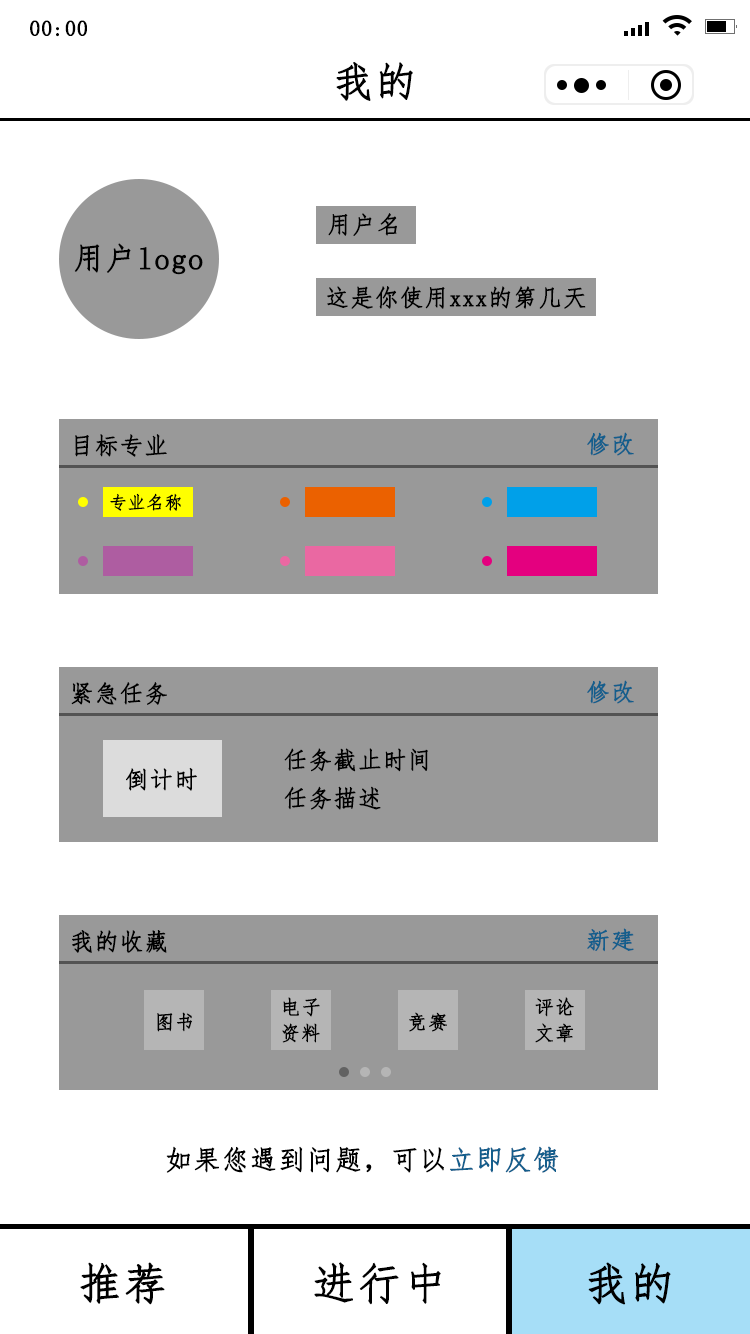 00:00
我的
用户logo
用户名
这是你使用xxx的第几天
目标专业
修改
专业名称
紧急任务
修改
倒计时
任务截止时间
任务描述
我的收藏
新建
图书
电子
资料
竞赛
评论
文章
如果您遇到问题，可以立即反馈
推荐
进行中
我的